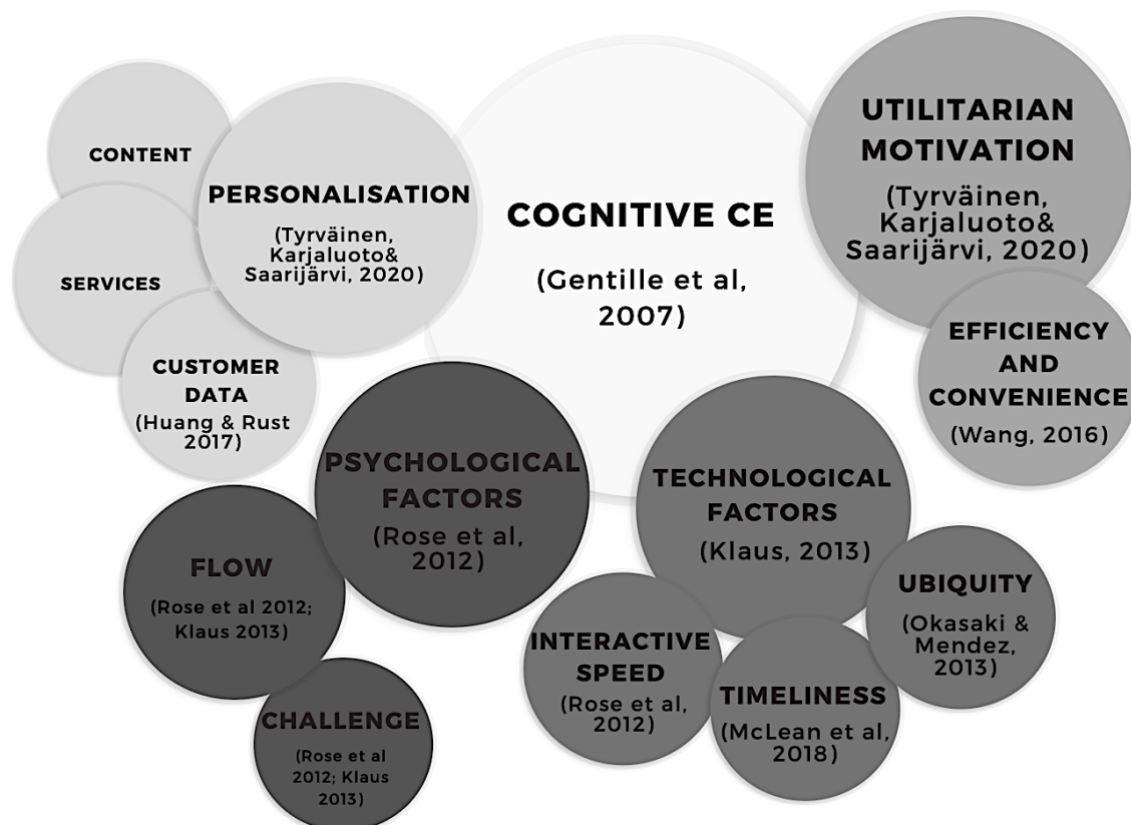 CONTENT
SERVICES
CUSTOMER
DATA
(Huang & Rust
2017)
PERSONALISATION
(Tyrväinen,
Karjaluoto&
Saarijärvi, 2020)
COGNITIVE CE
(Gentille et al,
2007)
UTILITARIAN
MOTIVATION
(Tyrväinen,
Karjaluoto&
Saarijärvi, 2020)
EFFICIENCY
AND
CONVENIENCE
(Wang, 2016)
PSYCHOLOGICAL
FACTORS
(Rose et al,
2012)
FLOW
(Rose et al 2012;
Klaus 2013)
CHALLENGE
(Rose et al
2012; Klaus
2013)
TECHNOLOGICAL
FACTORS
(Klaus, 2013)
INTERACTIVE
SPEED
(Rose et al,
2012)
TIMELINESS
(McLean et al,
2018)
UBIQUITY
(Okasaki &
Mendez,
2013)